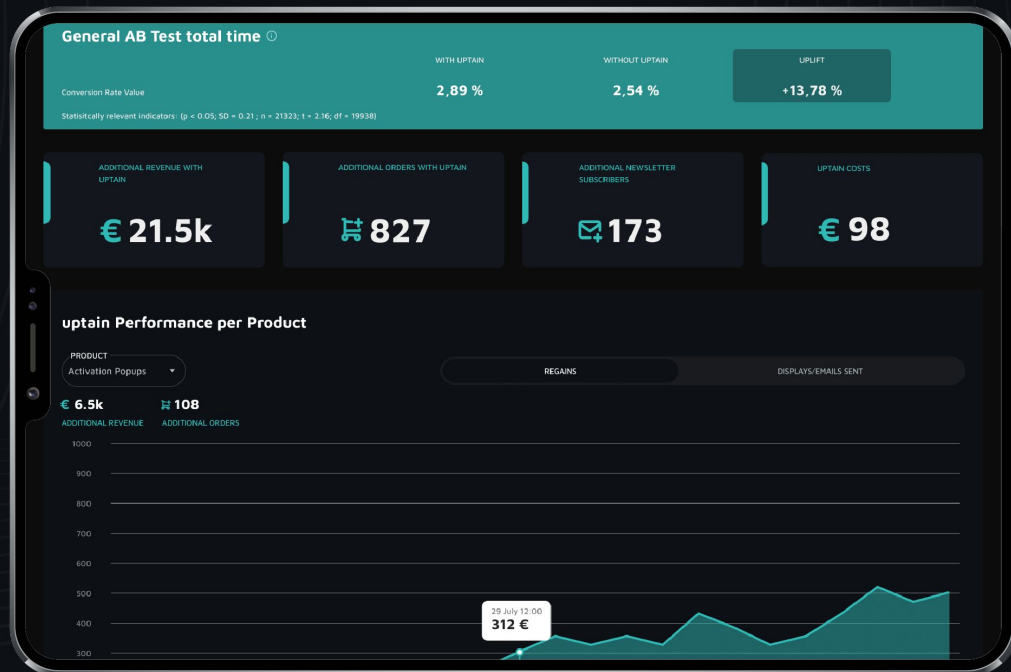 General AB Test total time
WITH UPTAIN WITHOUT UPTAIN UPLIFT
Conversion Rate Value 2,89 % 2,54 % +13,78 %
Statisitcally relevant indicators: (p < 0.05; SD = 0.21 ; n = 21323; t = 2.16; df = 19938)
ADDITIONAL REVENUE WITH
UPTAIN
€ 21.5k
ADDITIONAL ORDERS WITH UPTAIN
827
ADDITIONAL NEWSLETTER
SUBSCRIBERS
173
UPTAIN COSTS
€ 98
uptain Performance per Product
PRODUCT
Activation Popups
REGAINS DISPLAYS/EMAILS SENT
€ 6.5k 108
ADDITIONAL REVENUE ADDITIONAL ORDERS
1000
900
800
700
600
500
400
300
29 July 12:00
312 €